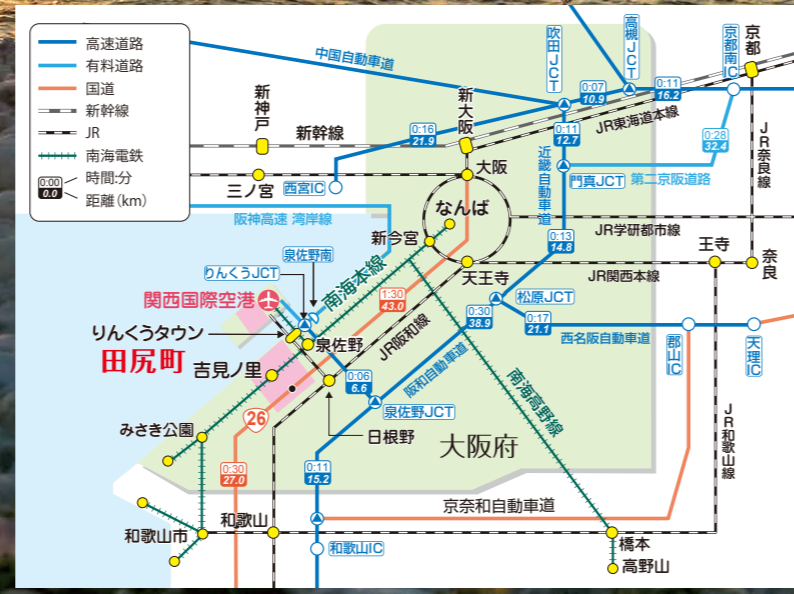 高速道路
有料道路
国道
新幹線
JR
南海電鉄
0:00
0.0
時間:分
距離(km)
中国自動車道
吹田JCT
高槻JCT
京都南IC
京都
0:07
10.9
0:11
16.2
新神戸
新幹線
新大阪
0:16
21.9
JR東海道本線
0:11
12.7
0:28
32.4
JR奈良線
三ノ宮
西宮IC
大阪
近畿自動車道
門真JCT
第二京阪道路
阪神高速 湾岸線
なんば
新今宮
0:13
14.8
JR学研都市線
王寺
奈良
泉佐野南
りんくうJCT
南海本線
天王寺
JR関西本線
関西国際空港
1:30
43.0
松原JCT
0:30
38.9
0:17
21.1
西名阪自動車道
郡山IC
天理IC
りんくうタウン
泉佐野
JR阪和線
田尻町
吉見ノ里
0:06
6.6
阪和自動車道
南海高野線
泉佐野JCT
26
日根野
大阪府
JR和歌山線
みさき公園
0:30
27.0
0:11
15.2
京奈和自動車道
和歌山市
和歌山
和歌山IC
橋本
高野山